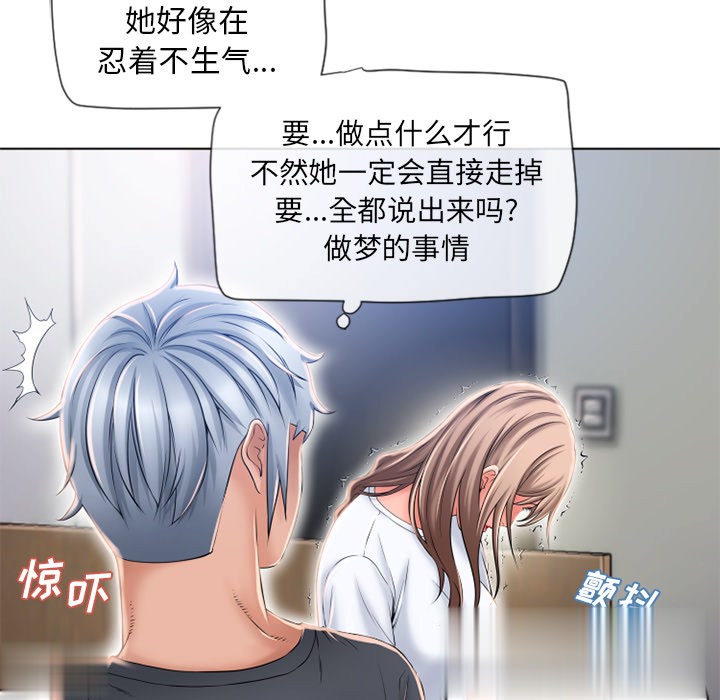 她好像在
忍着不生气...
要...做点什么才行
不然她一定会直接走掉
要...全都说出来吗?
做梦的事情
惊吓
颤抖